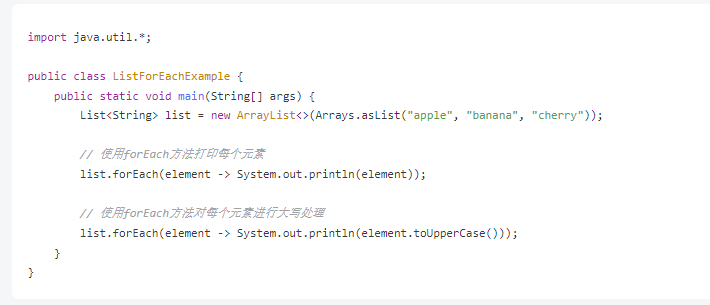 import java.util.*;
public class ListForEachExample {
public static void main(String[] args) {
List<String> list = new ArrayList<>(Arrays.asList("apple", "banana", "cherry"));
// 使用forEach方法打印每个元素
list.forEach(element -> System.out.println(element));
// 使用forEach方法对每个元素进行大写处理
list.forEach(element -> System.out.println(element.toUpperCase()));
}
}